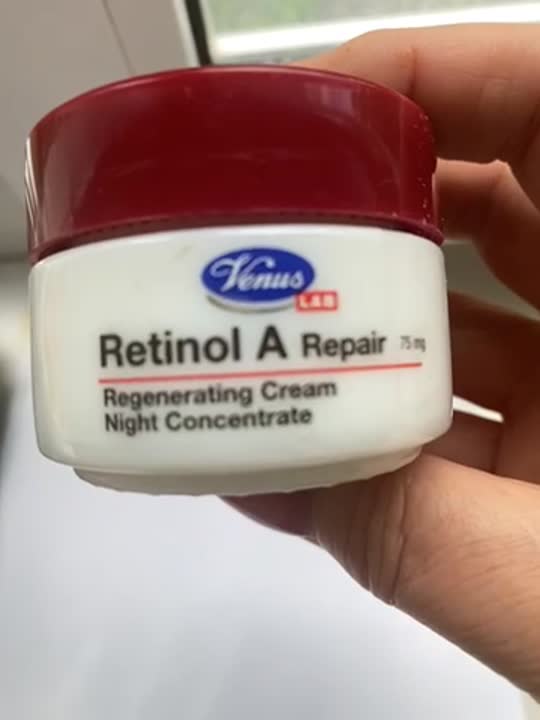 Venus
LAB
Retinol A Repair 75 mg
Regenerating Cream
Night Concentrate